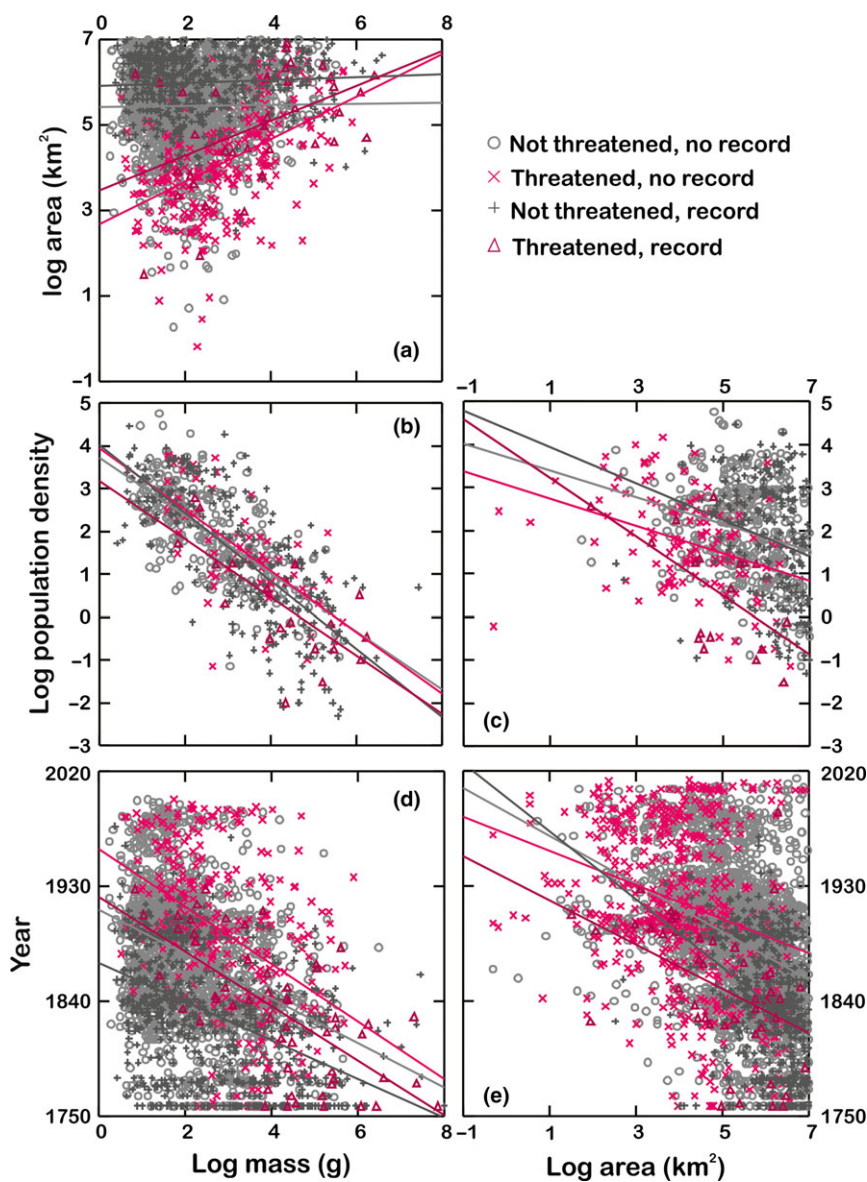 0 2 4 6 8
7
5
3
1
−1
log area (km²)
(a)
Not threatened, no record
Threatened, no record
Not threatened, record
Threatened, record
5
4
3
2
1
0
−1
−2
−3
Log population density
(b)
−1 1 3 5 7
5
4
3
2
1
0
−1
−2
−3
(c)
2020
1930
1840
1750
Year
(d)
0 2 4 6 8
Log mass (g)
2020
1930
1840
1750
(e)
−1 1 3 5 7
Log area (km²)